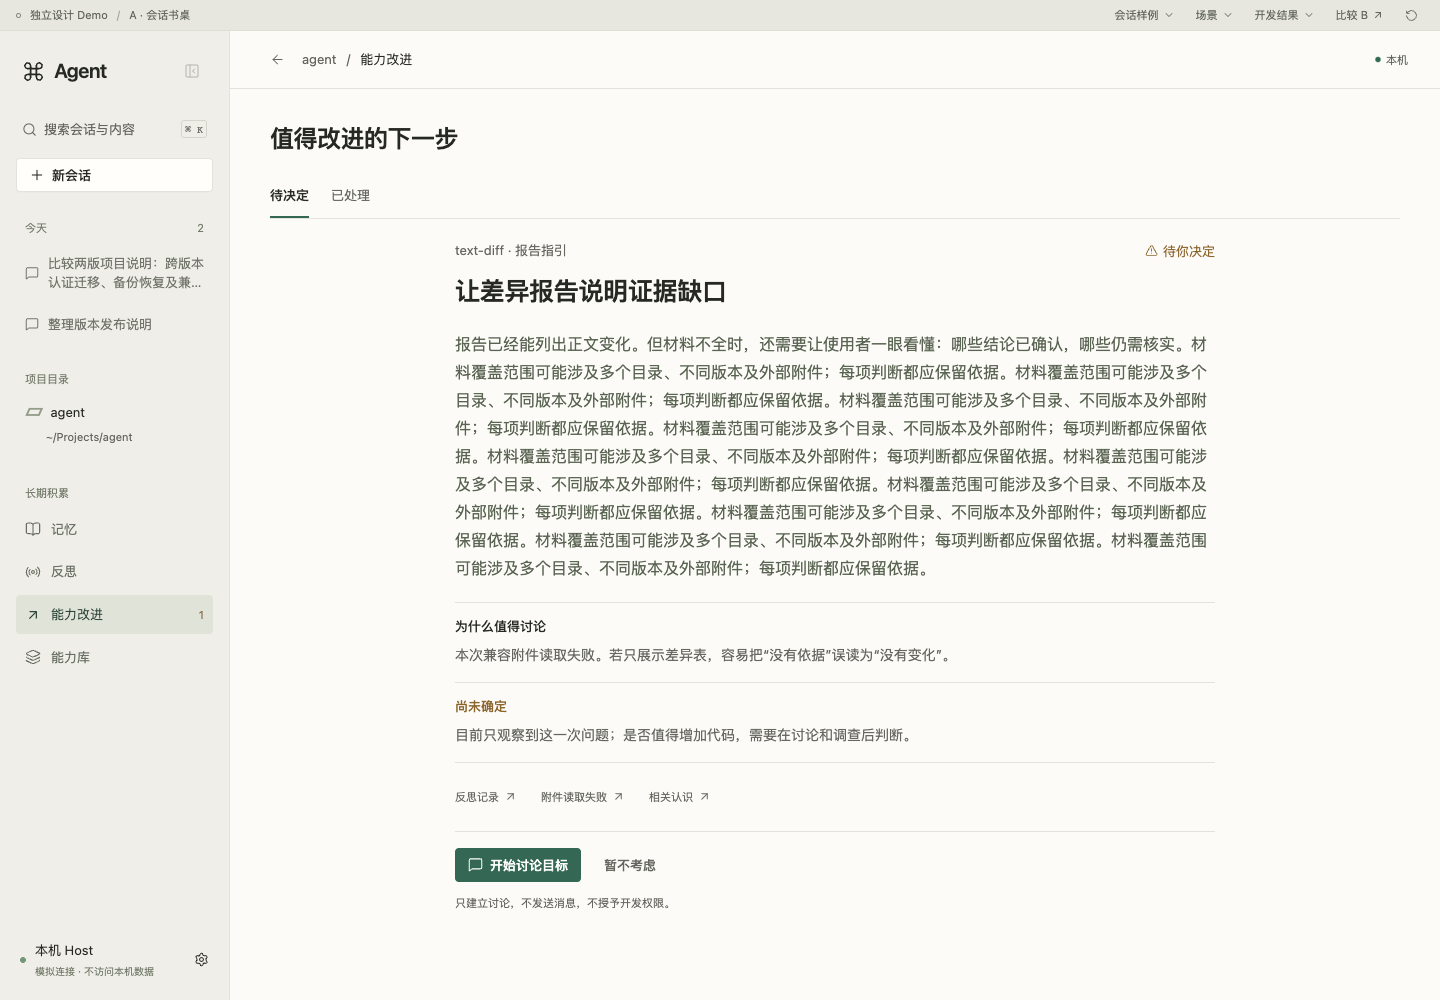 独立设计 Demo / A · 会话书桌
会话样例 场景 开发结果 比较 B
Agent
搜索会话与内容 ⌘ K
新会话
今天 2
比较两版项目说明：跨版本
认证迁移、备份恢复及兼...
整理版本发布说明
项目目录
agent
~/Projects/agent
长期积累
记忆
反思
能力改进 1
能力库
本机 Host
模拟连接 · 不访问本机数据
agent / 能力改进
本机
值得改进的下一步
待决定 已处理
text-diff · 报告指引
待你决定
让差异报告说明证据缺口
报告已经能列出正文变化。但材料不全时，还需要让使用者一眼看懂：哪些结论已确认，哪些仍需核实。材
料覆盖范围可能涉及多个目录、不同版本及外部附件；每项判断都应保留依据。材料覆盖范围可能涉及多个
目录、不同版本及外部附件；每项判断都应保留依据。材料覆盖范围可能涉及多个目录、不同版本及外部附
件；每项判断都应保留依据。材料覆盖范围可能涉及多个目录、不同版本及外部附件；每项判断都应保留依
据。材料覆盖范围可能涉及多个目录、不同版本及外部附件；每项判断都应保留依据。材料覆盖范围可能涉
及多个目录、不同版本及外部附件；每项判断都应保留依据。材料覆盖范围可能涉及多个目录、不同版本及
外部附件；每项判断都应保留依据。材料覆盖范围可能涉及多个目录、不同版本及外部附件；每项判断都应
保留依据。材料覆盖范围可能涉及多个目录、不同版本及外部附件；每项判断都应保留依据。材料覆盖范围
可能涉及多个目录、不同版本及外部附件；每项判断都应保留依据。
为什么值得讨论
本次兼容附件读取失败。若只展示差异表，容易把“没有依据”误读为“没有变化”。
尚未确定
目前只观察到这一次问题；是否值得增加代码，需要在讨论和调查后判断。
反思记录 附件读取失败 相关认识
开始讨论目标 暂不考虑
只建立讨论，不发送消息，不授予开发权限。